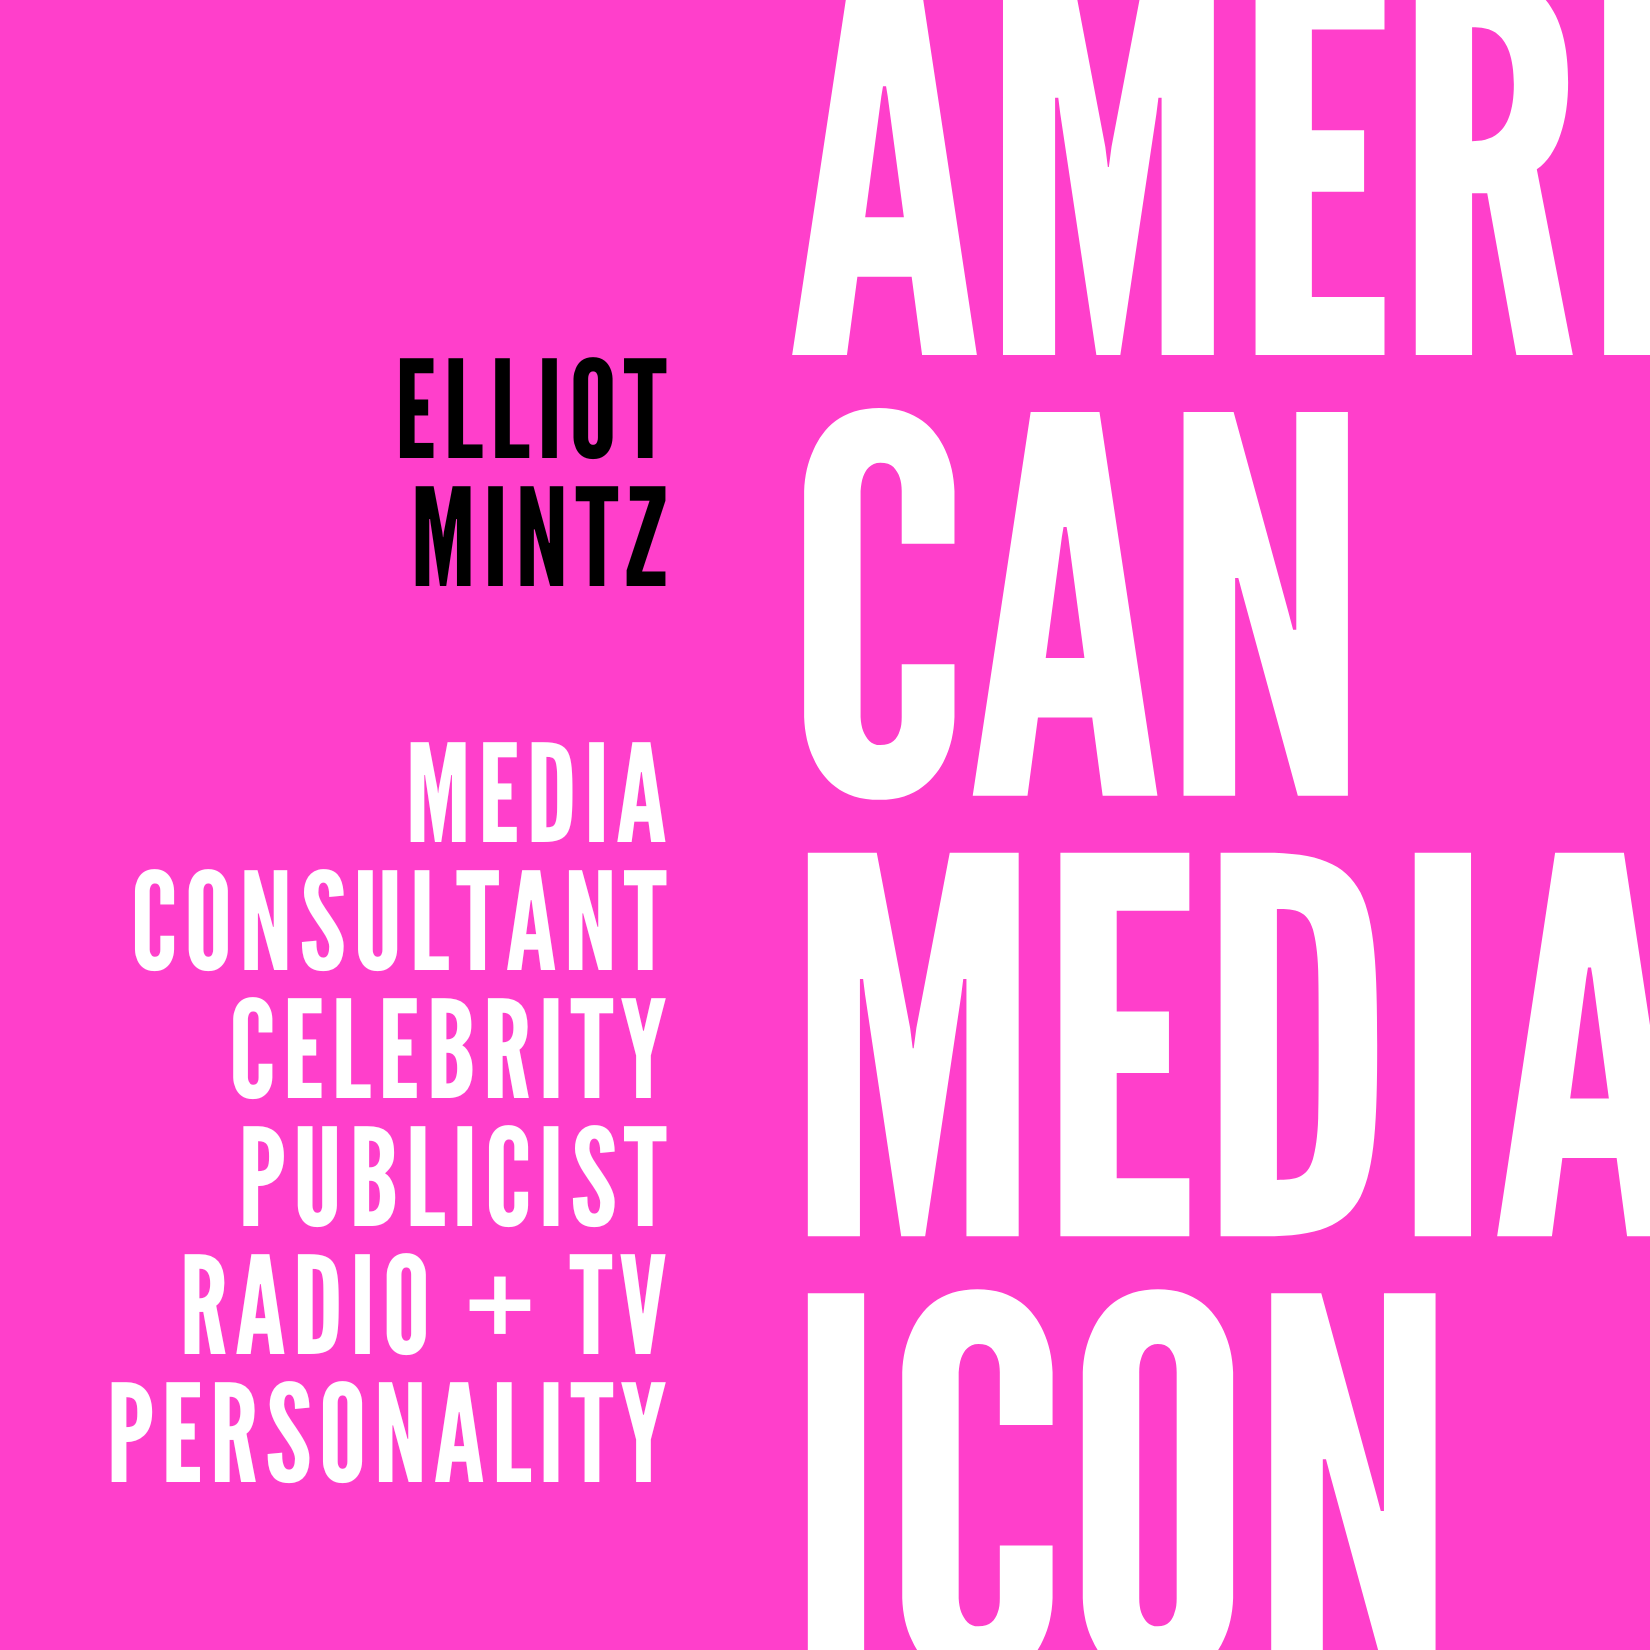 ELLIOT
MINTZ
MEDIA
CONSULTANT
CELEBRITY
PUBLICIST
RADIO + TV
PERSONALITY
AMERI
CAN
MEDIA
ICON